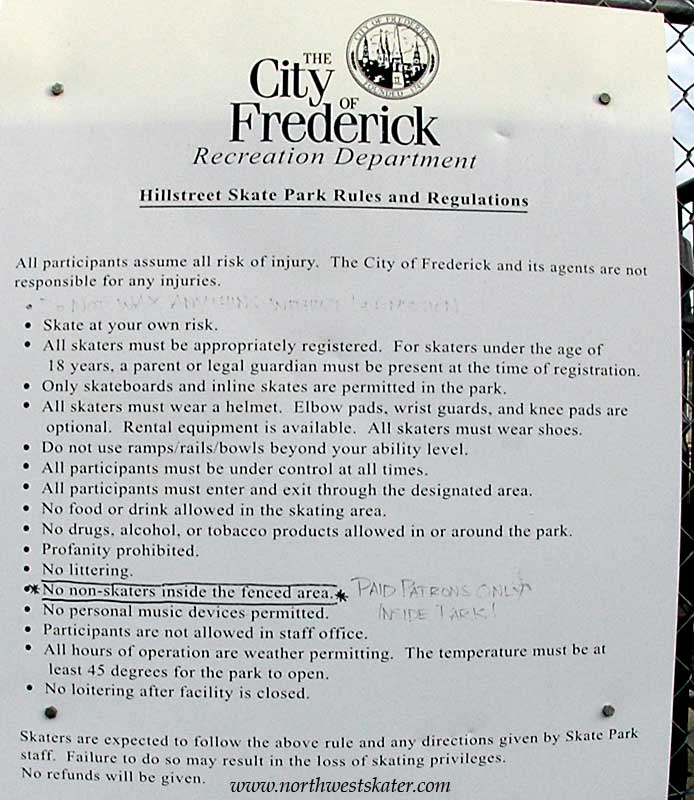 CITY OF FREDERICK
THE
City
OF
Frederick
Recreation Department
Hillstreet Skate Park Rules and Regulations
All participants assume all risk of injury. The City of Frederick and its agents are not
responsible for any injuries.
• DO NOT WAX ANYTHING WITHOUT PERMISSION
• Skate at your own risk.
• All skaters must be appropriately registered. For skaters under the age of
18 years, a parent or legal guardian must be present at the time of registration.
• Only skateboards and inline skates are permitted in the park.
• All skaters must wear a helmet. Elbow pads, wrist guards, and knee pads are
optional. Rental equipment is available. All skaters must wear shoes.
• Do not use ramps/rails/bowls beyond your ability level.
• All participants must be under control at all times.
• All participants must enter and exit through the designated area.
• No food or drink allowed in the skating area.
• No drugs, alcohol, or tobacco products allowed in or around the park.
• Profanity prohibited.
• No littering.
* No non-skaters inside the fenced area. * PAID PATRONS ONLY
INSIDE PARK!
• No personal music devices permitted.
• Participants are not allowed in staff office.
• All hours of operation are weather permitting. The temperature must be at
least 45 degrees for the park to open.
• No loitering after facility is closed.
Skaters are expected to follow the above rule and any directions given by Skate Park
staff. Failure to do so may result in the loss of skating privileges.
No refunds will be given.
www.northwestskater.com